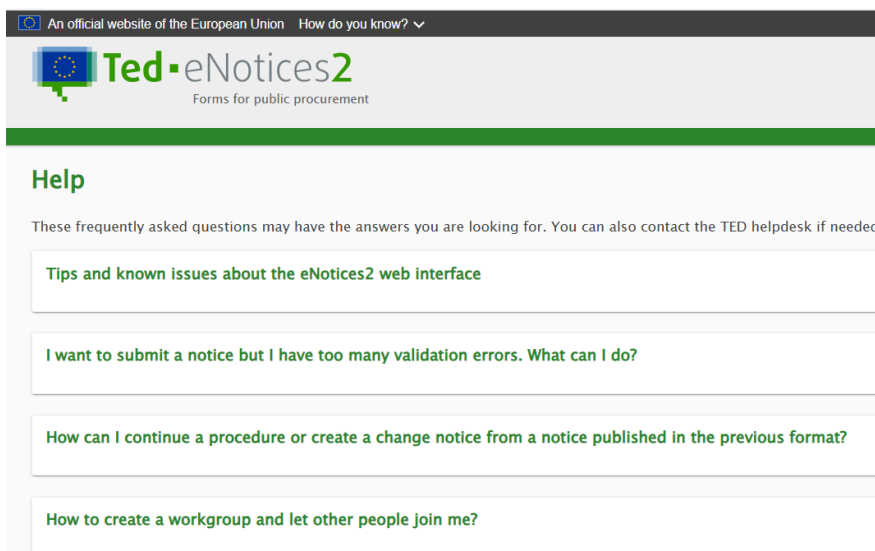 An official website of the European Union How do you know?
Ted eNotices2
Forms for public procurement
Help
These frequently asked questions may have the answers you are looking for. You can also contact the TED helpdesk if needed
Tips and known issues about the eNotices2 web interface
I want to submit a notice but I have too many validation errors. What can I do?
How can I continue a procedure or create a change notice from a notice published in the previous format?
How to create a workgroup and let other people join me?